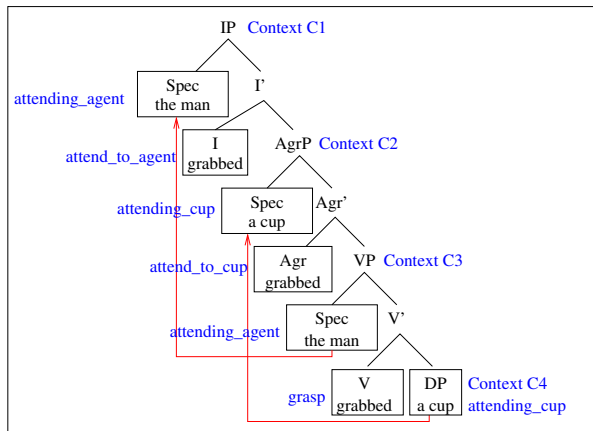 IP Context C1
attending_agent
Spec
the man
I'
attend_to_agent
I
grabbed
AgrP Context C2
attending_cup
Spec
a cup
Agr'
attend_to_cup
Agr
grabbed
VP Context C3
attending_agent
Spec
the man
V'
grasp
V
grabbed
DP
a cup
Context C4
attending_cup